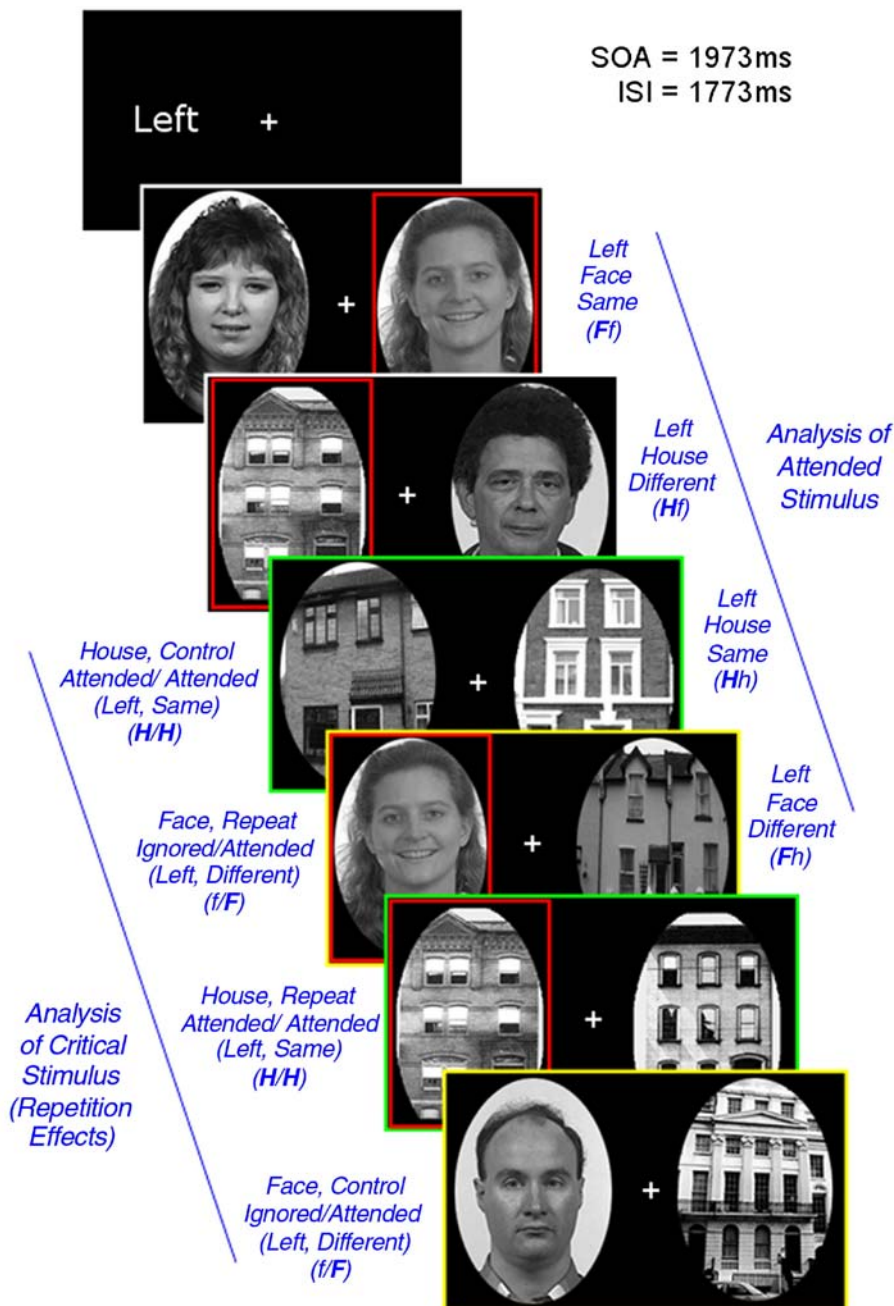 SOA = 1973ms
ISI = 1773ms
Left +
+
Left
Face
Same
(Ff)
+
Left
House
Different
(Hf)
Analysis of
Attended
Stimulus
+
Left
House
Same
(Hh)
House, Control
Attended/ Attended
(Left, Same)
(H/H)
+
Left
Face
Different
(Fh)
Face, Repeat
Ignored/Attended
(Left, Different)
(f/F)
+
House, Repeat
Attended/ Attended
(Left, Same)
(H/H)
Analysis
of Critical
Stimulus
(Repetition
Effects)
+
Face, Control
Ignored/Attended
(Left, Different)
(f/F)